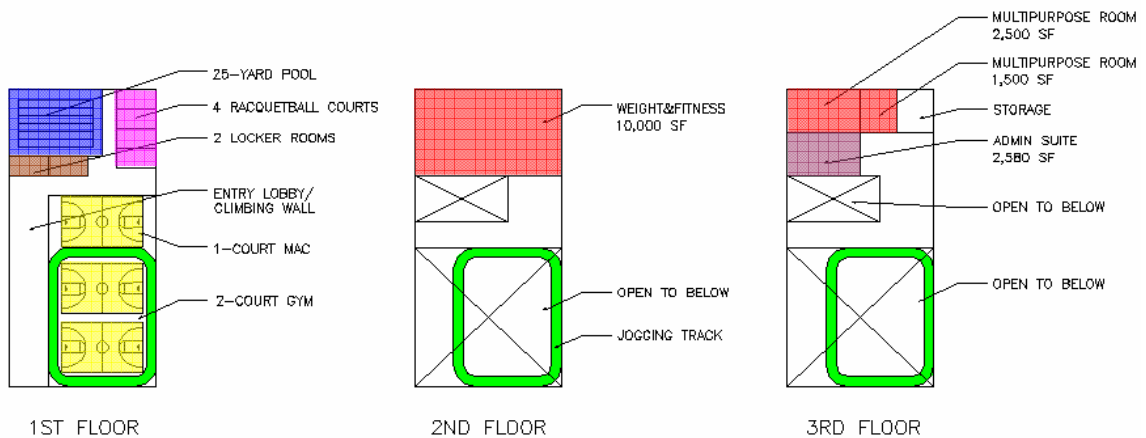 25-YARD POOL
4 RACQUETBALL COURTS
2 LOCKER ROOMS
ENTRY LOBBY/
CLIMBING WALL
1-COURT MAC
2-COURT GYM
1ST FLOOR
WEIGHT&FITNESS
10,000 SF
OPEN TO BELOW
JOGGING TRACK
2ND FLOOR
MULTIPURPOSE ROOM
2,500 SF
MULTIPURPOSE ROOM
1,500 SF
STORAGE
ADMIN SUITE
2,580 SF
OPEN TO BELOW
OPEN TO BELOW
3RD FLOOR